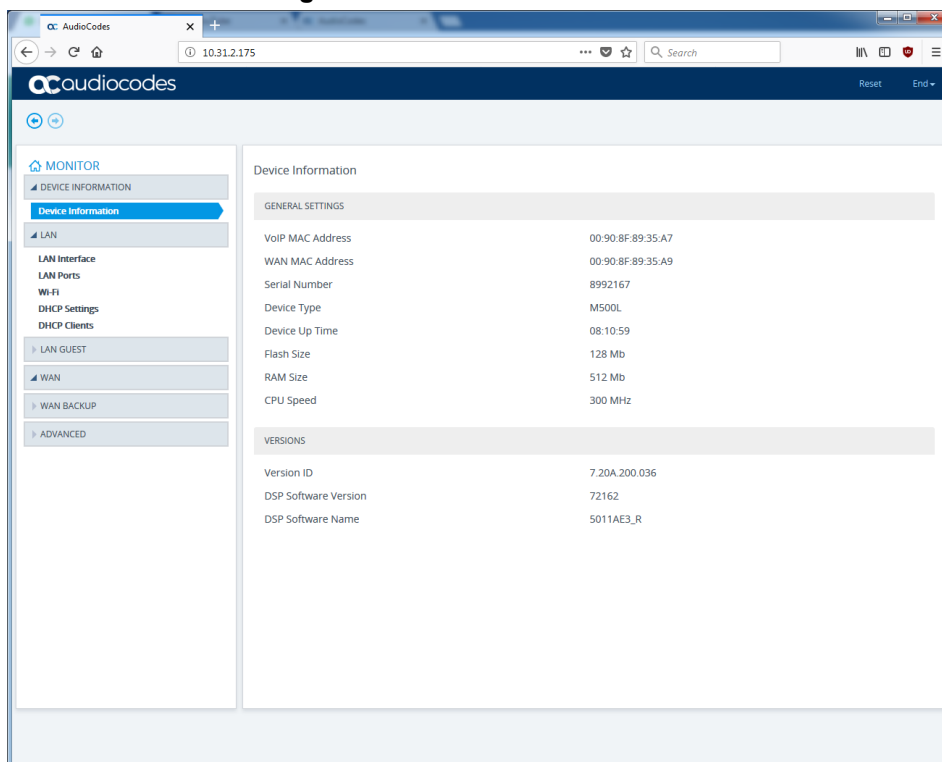 AudioCodes
10.31.2.175
Search
audiocodes
Reset
End
MONITOR
DEVICE INFORMATION
Device Information
LAN
LAN Interface
LAN Ports
Wi-Fi
DHCP Settings
DHCP Clients
LAN GUEST
WAN
WAN BACKUP
ADVANCED
Device Information
GENERAL SETTINGS
VoIP MAC Address 00:90:8F:89:35:A7
WAN MAC Address 00:90:8F:89:35:A9
Serial Number 8992167
Device Type M500L
Device Up Time 08:10:59
Flash Size 128 Mb
RAM Size 512 Mb
CPU Speed 300 MHz
VERSIONS
Version ID 7.20A.200.036
DSP Software Version 72162
DSP Software Name 5011AE3_R